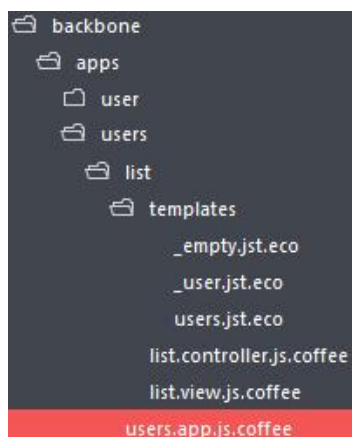 backbone
apps
user
users
list
templates
_empty.jst.eco
_user.jst.eco
users.jst.eco
list.controller.js.coffee
list.view.js.coffee
users.app.js.coffee